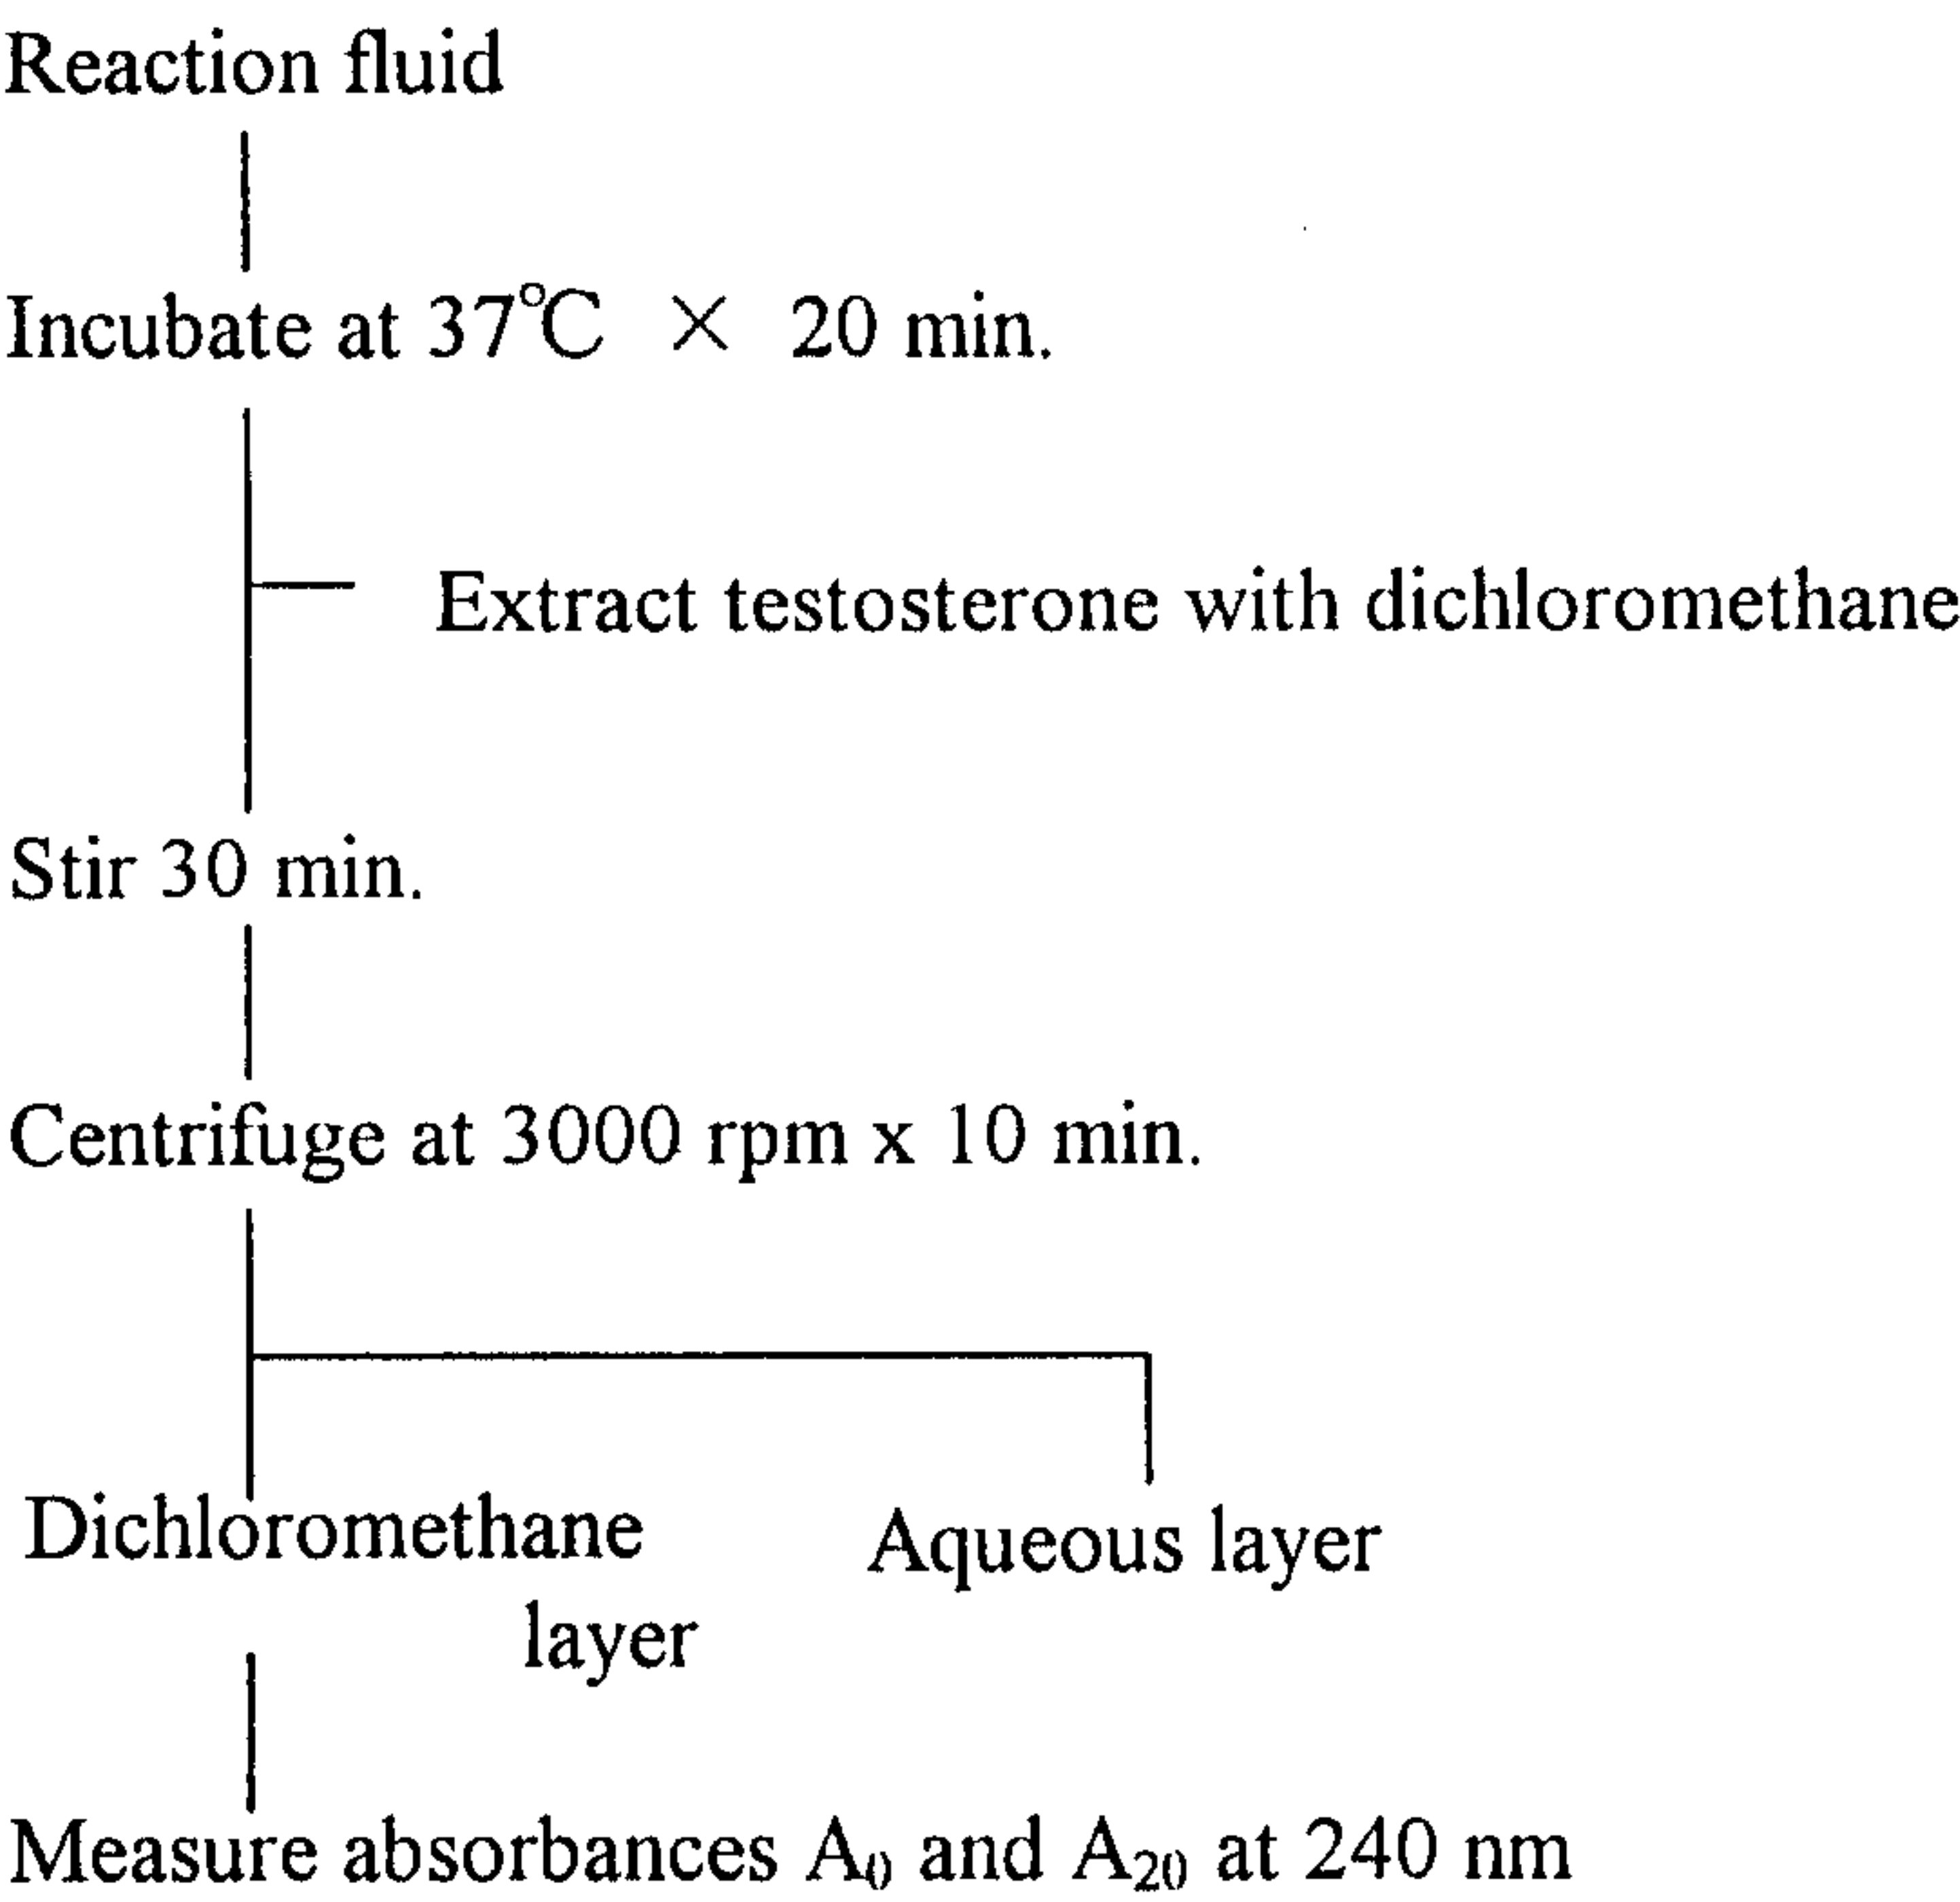 Reaction fluid
Incubate at 37℃ × 20 min.
Extract testosterone with dichloromethane
Stir 30 min.
Centrifuge at 3000 rpm x 10 min.
Dichloromethane
layer
Aqueous layer
Measure absorbances A₀ and A₂₀ at 240 nm